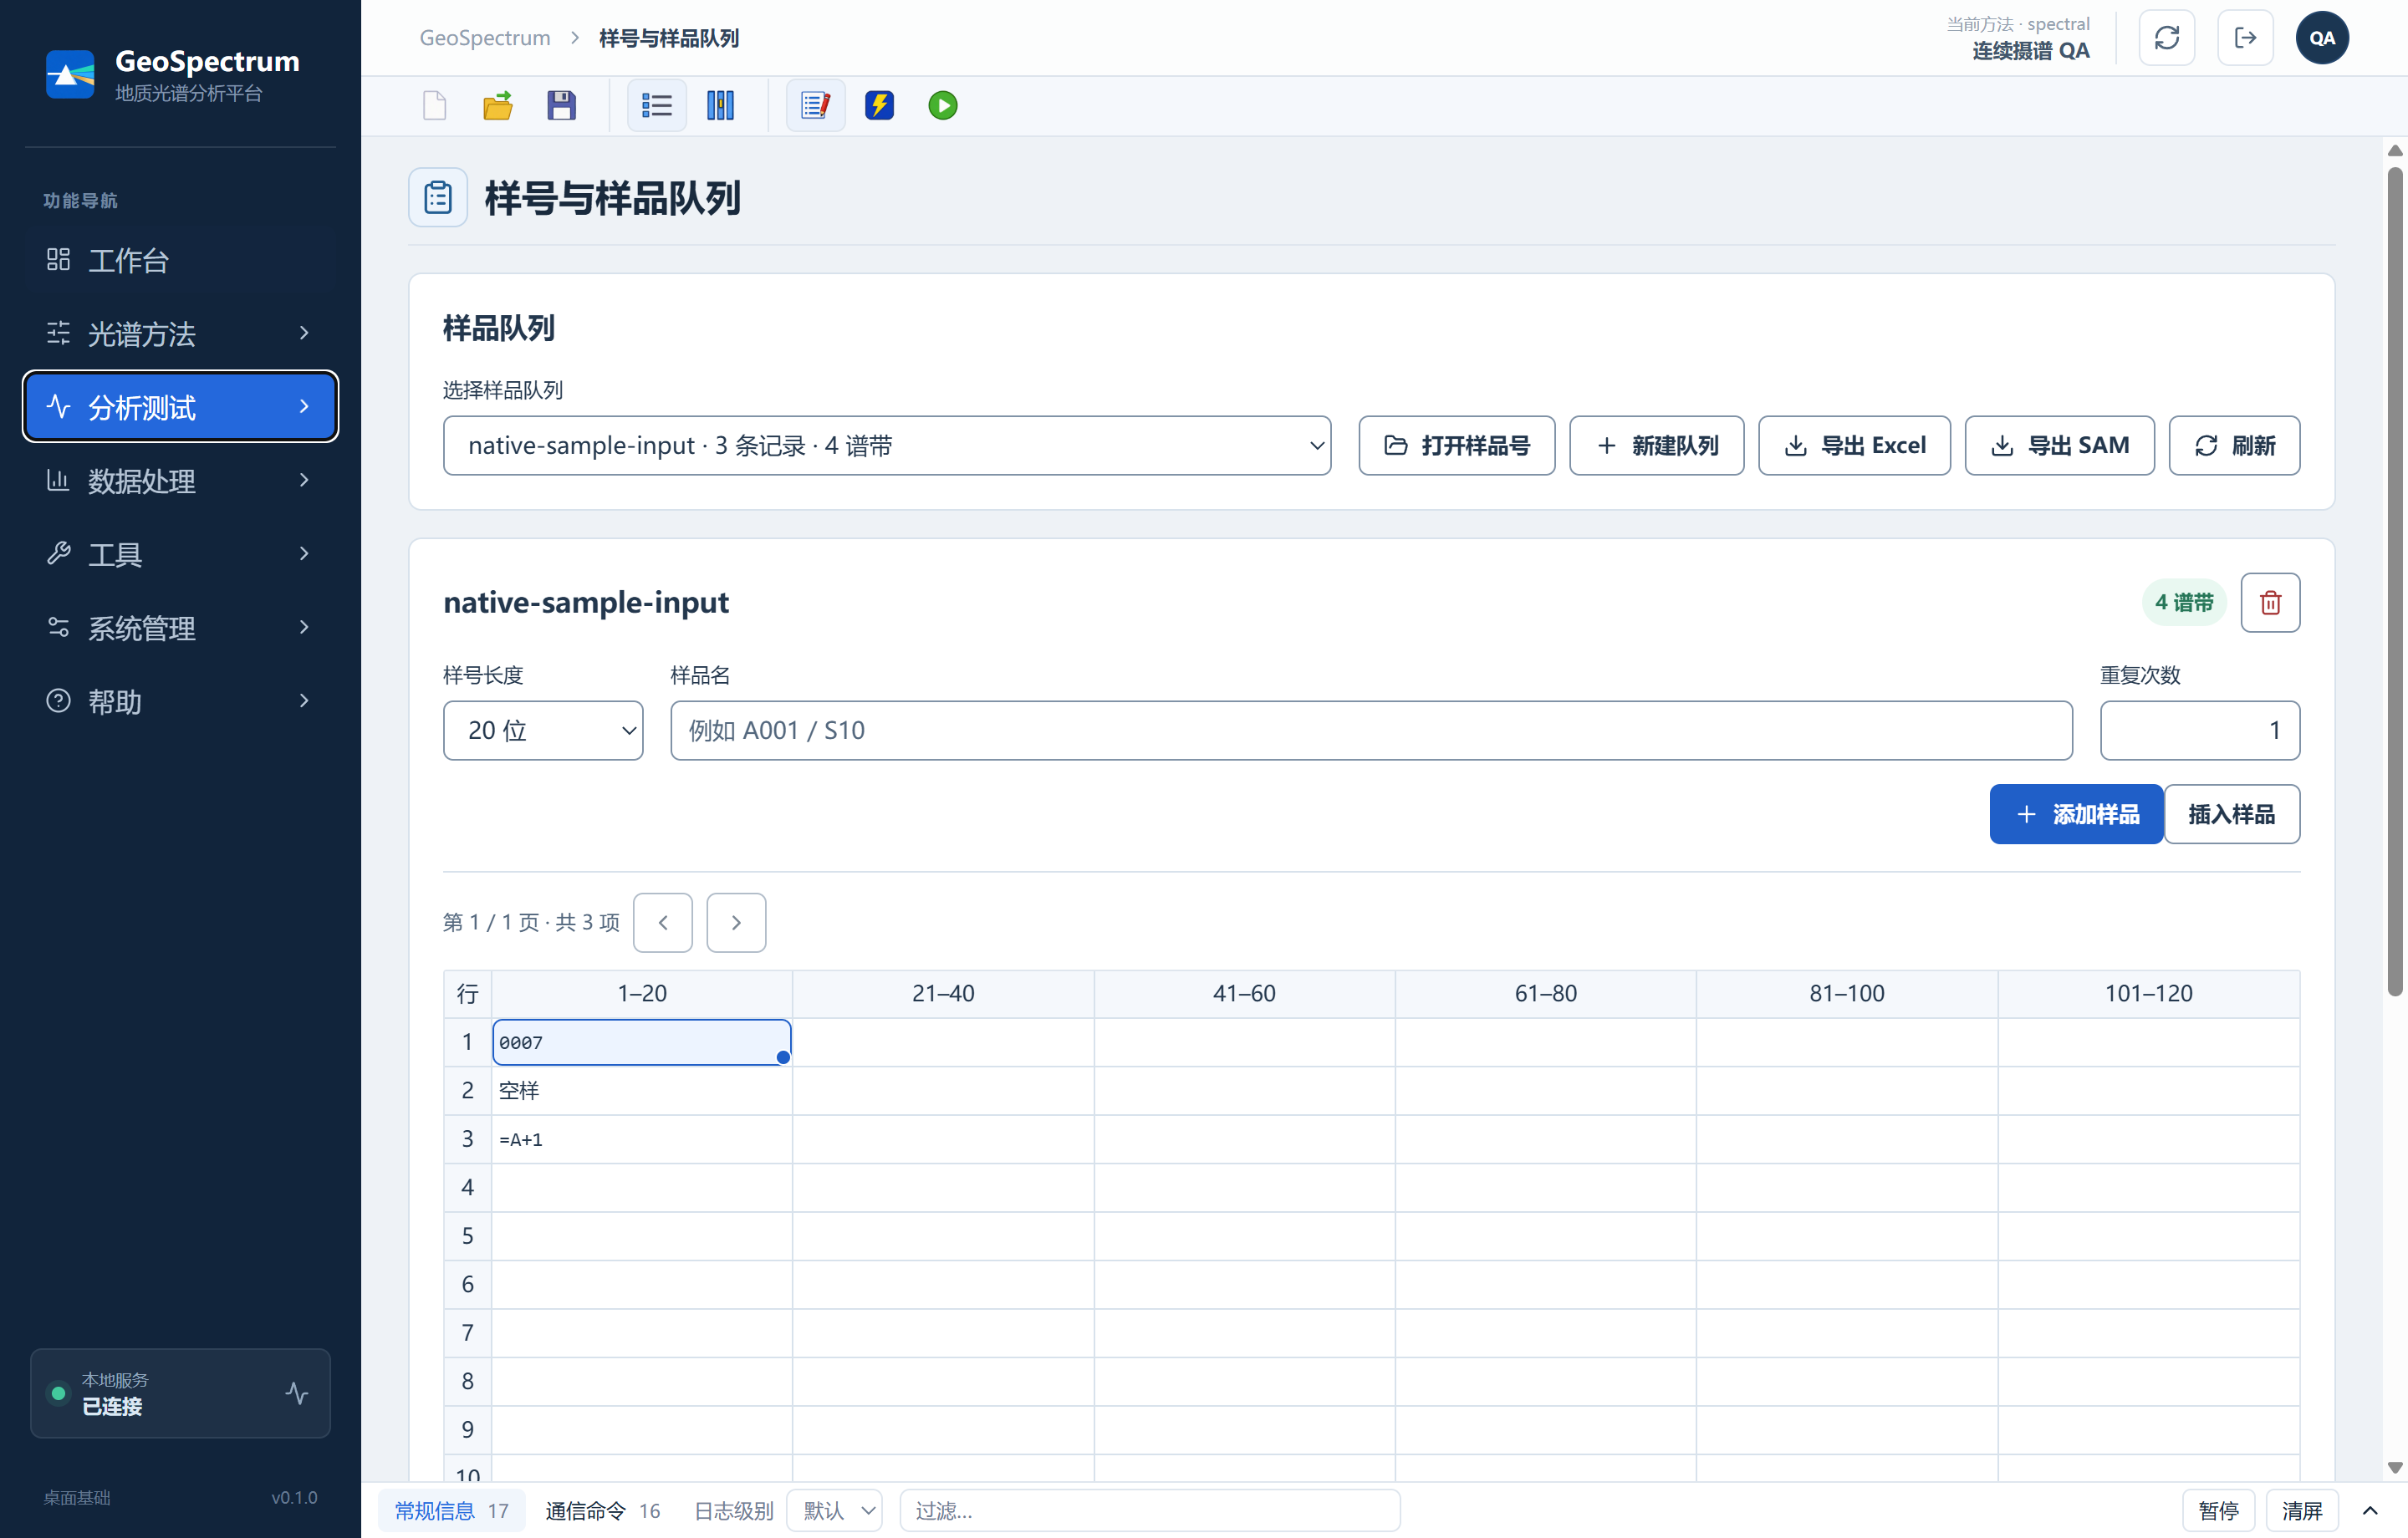 GeoSpectrum
地质光谱分析平台
功能导航
工作台
光谱方法
分析测试
数据处理
工具
系统管理
帮助
本地服务
已连接
桌面基础 v0.1.0
GeoSpectrum 样号与样品队列
当前方法 · spectral
连续摄谱 QA
QA
样号与样品队列
样品队列
选择样品队列
native-sample-input · 3 条记录 · 4 谱带
打开样品号
新建队列
导出 Excel
导出 SAM
刷新
native-sample-input
4 谱带
样号长度 样品名 重复次数
20 位 例如 A001 / S10 1
添加样品 插入样品
第 1 / 1 页 · 共 3 项
行 1–20 21–40 41–60 61–80 81–100 101–120
1 0007
2 空样
3 =A+1
4
5
6
7
8
9
10
常规信息 17 通信命令 16 日志级别 默认 过滤... 暂停 清屏